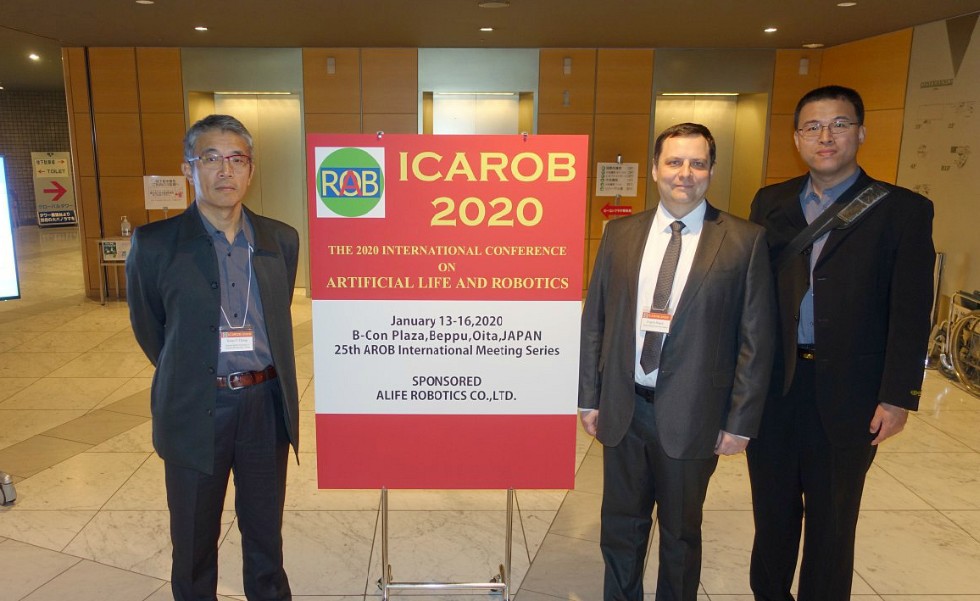 RAB
ICAROB
2020
THE 2020 INTERNATIONAL CONFERENCE
ON
ARTIFICIAL LIFE AND ROBOTICS
January 13-16,2020
B-Con Plaza,Beppu,Oita,JAPAN
25th AROB International Meeting Series
SPONSORED
ALIFE ROBOTICS CO.,LTD.
TOILET